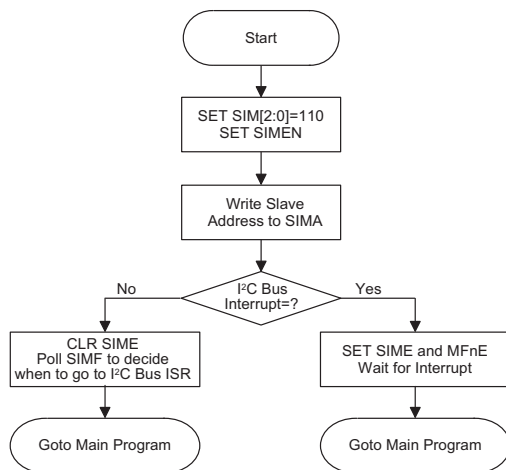 Start
SET SIM[2:0]=110
SET SIMEN
Write Slave
Address to SIMA
I²C Bus
Interrupt=?
No
Yes
CLR SIME
Poll SIMF to decide
when to go to I²C Bus ISR
SET SIME and MFnE
Wait for Interrupt
Goto Main Program
Goto Main Program